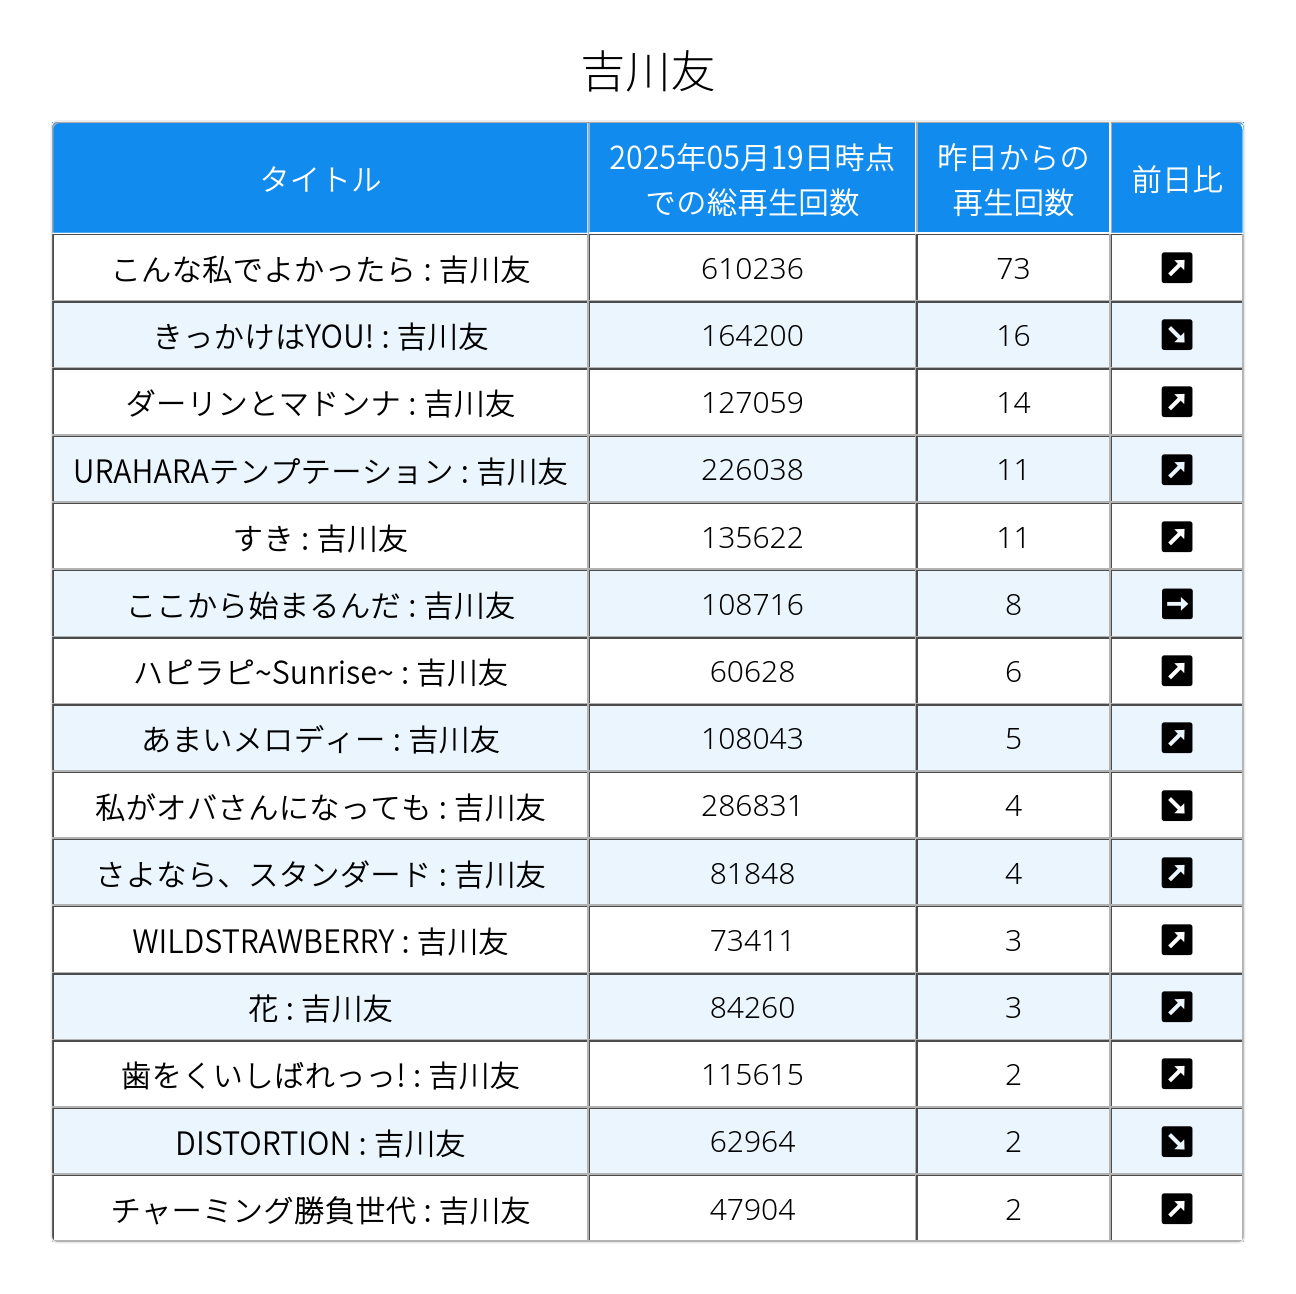 吉川友
タイトル 2025年05月19日時点での総再生回数 昨日からの再生回数 前日比
こんな私でよかったら : 吉川友 610236 73 ↗
きっかけはYOU! : 吉川友 164200 16 ↘
ダーリンとマドンナ : 吉川友 127059 14 ↗
URAHARAテンプテーション : 吉川友 226038 11 ↗
すき : 吉川友 135622 11 ↗
ここから始まるんだ : 吉川友 108716 8 →
ハピラピ~Sunrise~ : 吉川友 60628 6 ↗
あまいメロディー : 吉川友 108043 5 ↗
私がオバさんになっても : 吉川友 286831 4 ↘
さよなら、スタンダード : 吉川友 81848 4 ↗
WILDSTRAWBERRY : 吉川友 73411 3 ↗
花 : 吉川友 84260 3 ↗
歯をくいしばれっっ! : 吉川友 115615 2 ↗
DISTORTION : 吉川友 62964 2 ↘
チャーミング勝負世代 : 吉川友 47904 2 ↗